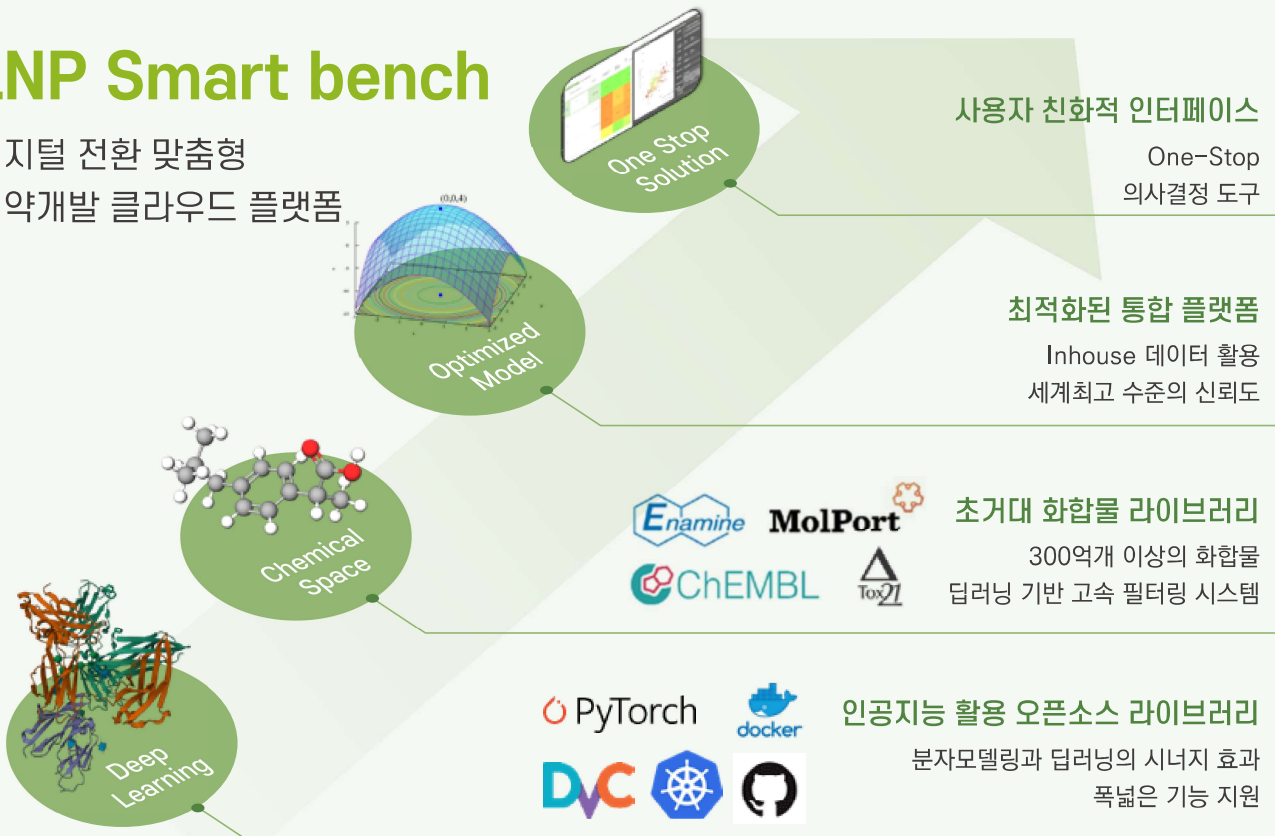 LNP Smart bench
지털 전환 맞춤형
약개발 클라우드 플랫폼
One Stop
Solution
사용자 친화적 인터페이스
One-Stop
의사결정 도구
(0,0,4)
Optimized
Model
최적화된 통합 플랫폼
Inhouse 데이터 활용
세계최고 수준의 신뢰도
Chemical
Space
Enamine
MolPort
ChEMBL
Tox21
초거대 화합물 라이브러리
300억개 이상의 화합물
딥러닝 기반 고속 필터링 시스템
Deep
Learning
PyTorch
docker
DVC
인공지능 활용 오픈소스 라이브러리
분자모델링과 딥러닝의 시너지 효과
폭넓은 기능 지원